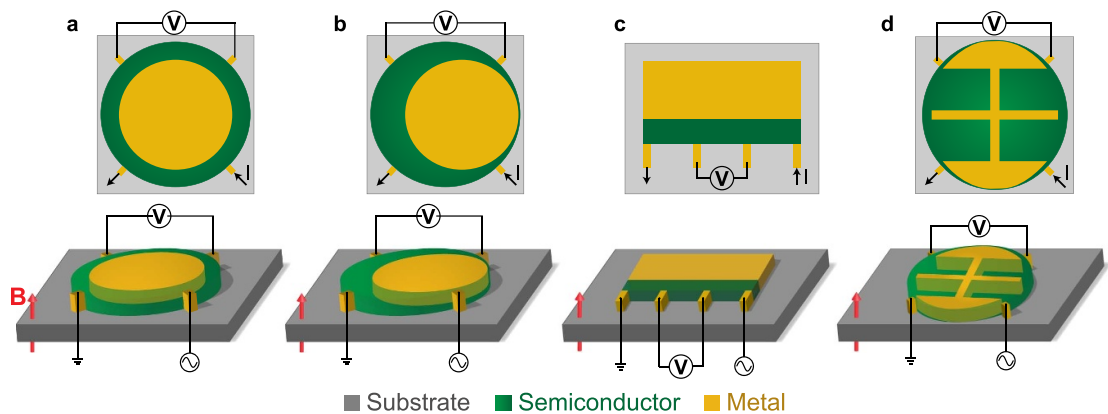 a b c d
V V V
I I V I I
V V V
B
V
Substrate Semiconductor Metal